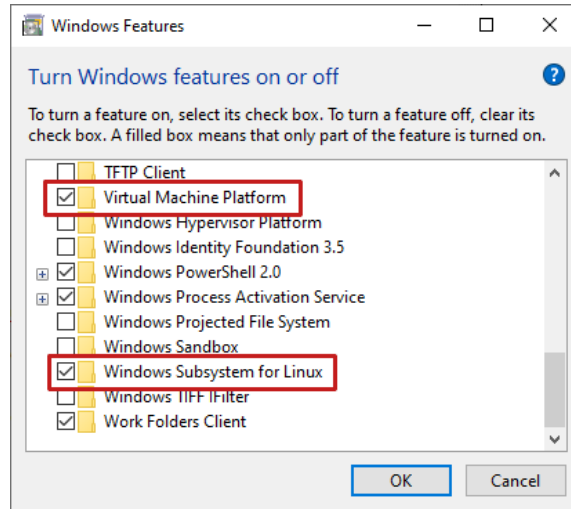 Windows Features
Turn Windows features on or off
To turn a feature on, select its check box. To turn a feature off, clear its
check box. A filled box means that only part of the feature is turned on.
TFTP Client
Virtual Machine Platform
Windows Hypervisor Platform
Windows Identity Foundation 3.5
Windows PowerShell 2.0
Windows Process Activation Service
Windows Projected File System
Windows Sandbox
Windows Subsystem for Linux
Windows TIFF IFilter
Work Folders Client
OK
Cancel